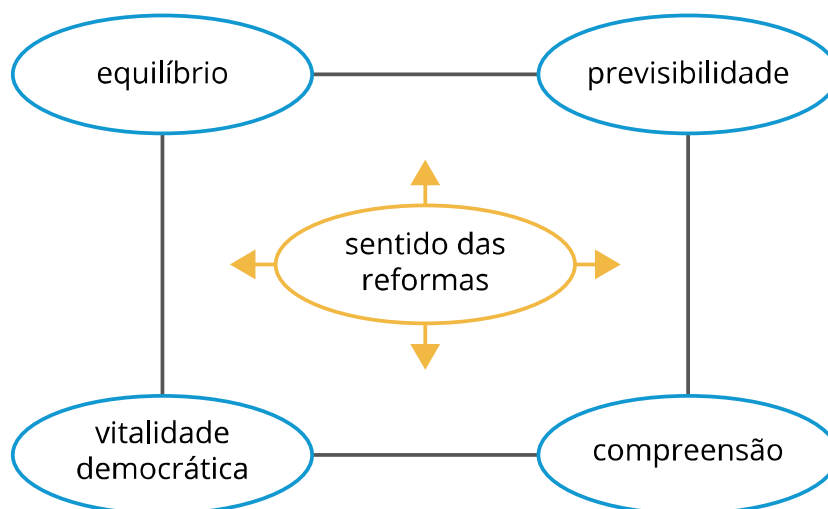 equilíbrio
previsibilidade
sentido das
reformas
vitalidade
democrática
compreensão